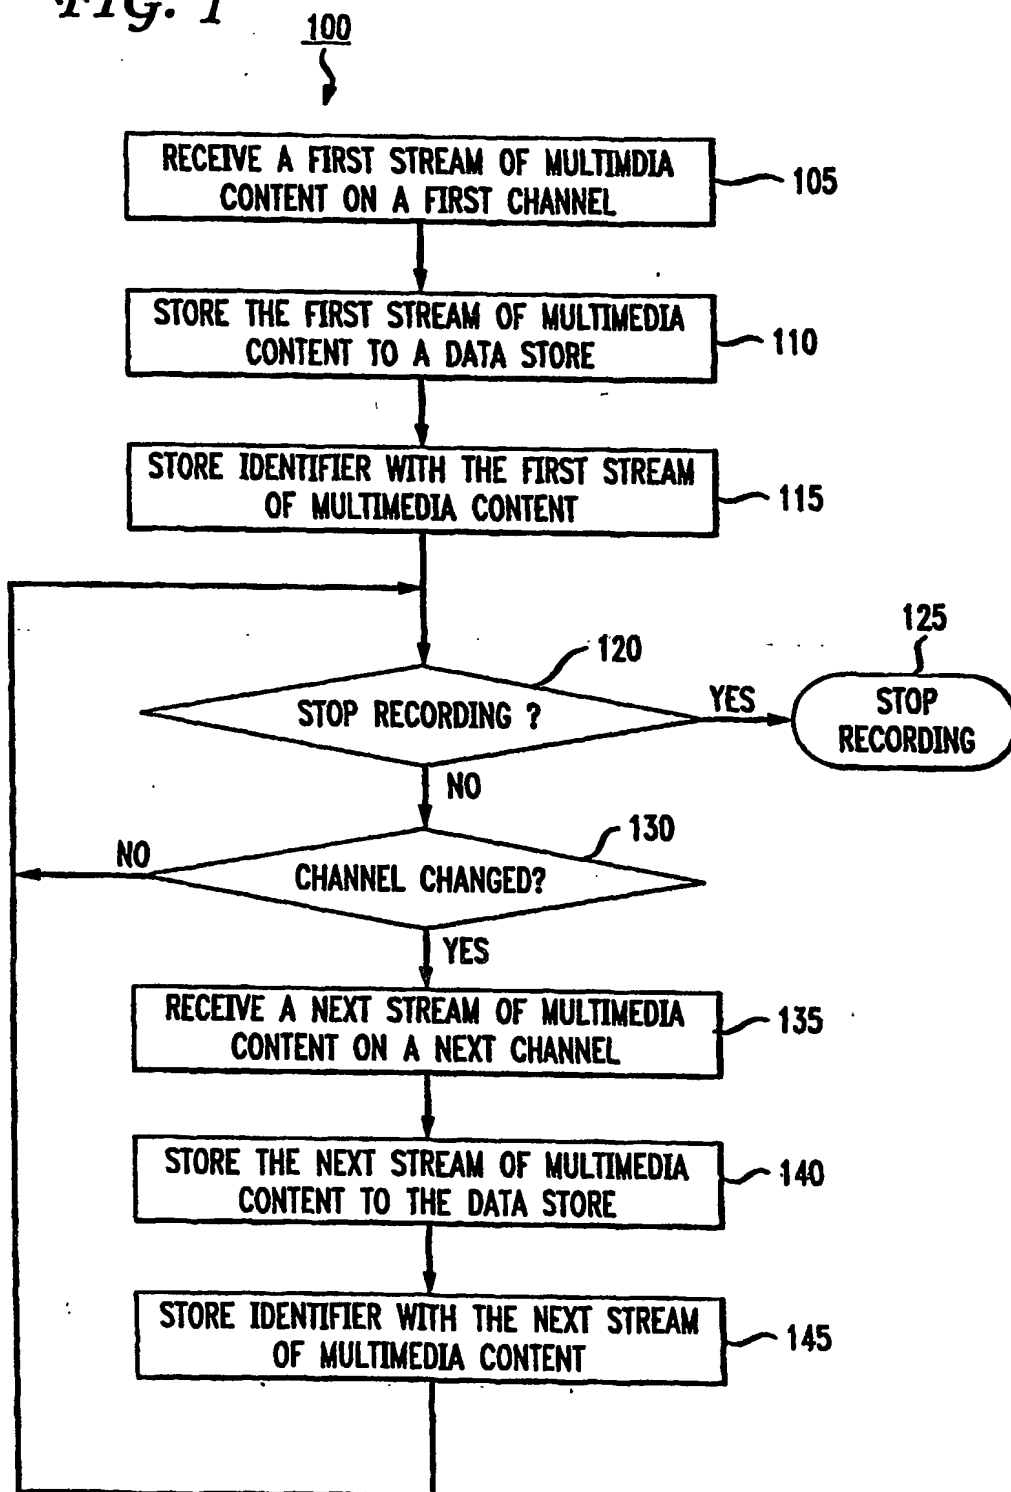 FIG. 1
100
RECEIVE A FIRST STREAM OF MULTIMDIA
CONTENT ON A FIRST CHANNEL
105
STORE THE FIRST STREAM OF MULTIMEDIA
CONTENT TO A DATA STORE
110
STORE IDENTIFIER WITH THE FIRST STREAM
OF MULTIMEDIA CONTENT
115
120
STOP RECORDING ?
YES
125
STOP
RECORDING
NO
130
CHANNEL CHANGED?
NO
YES
RECEIVE A NEXT STREAM OF MULTIMEDIA
CONTENT ON A NEXT CHANNEL
135
STORE THE NEXT STREAM OF MULTIMEDIA
CONTENT TO THE DATA STORE
140
STORE IDENTIFIER WITH THE NEXT STREAM
OF MULTIMEDIA CONTENT
145